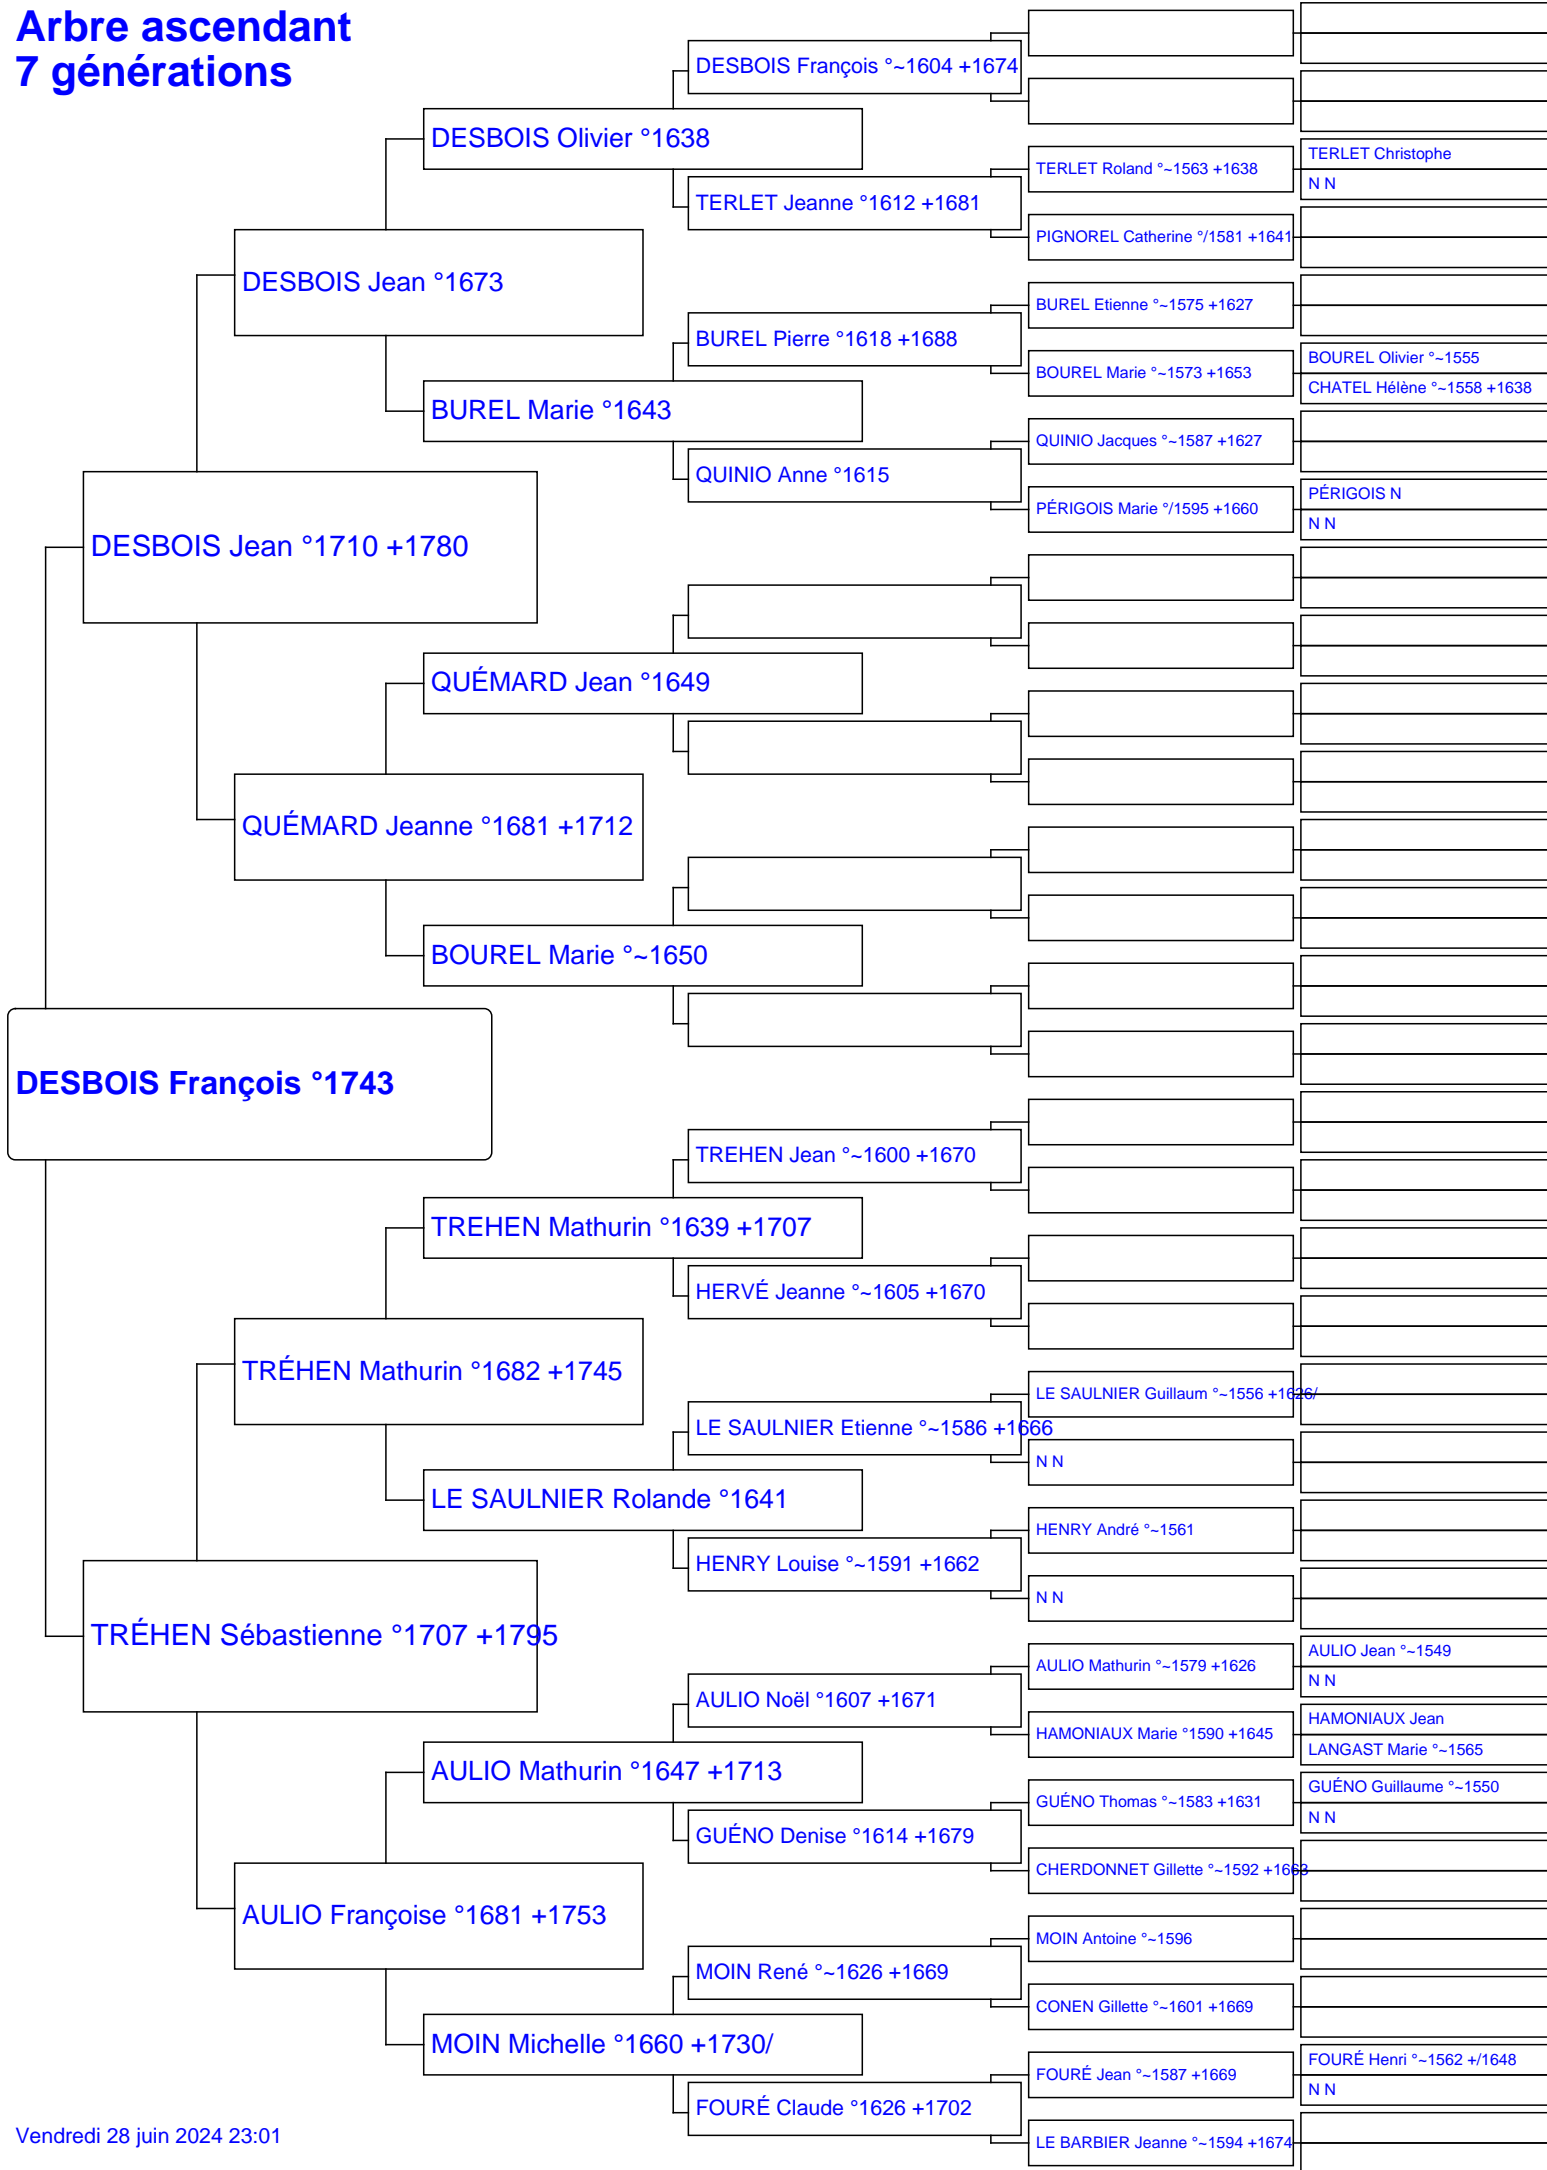 Arbre ascendant
7 générations
DESBOIS François °~1604 +1674
DESBOIS Olivier °1638
TERLET Christophe
TERLET Roland °~1563 +1638
N N
TERLET Jeanne °1612 +1681
PIGNOREL Catherine °/1581 +1641
DESBOIS Jean °1673
BUREL Etienne °~1575 +1627
BUREL Pierre °1618 +1688
BOUREL Olivier °~1555
BOUREL Marie °~1573 +1653
CHATEL Hélène °~1558 +1638
BUREL Marie °1643
QUINIO Jacques °~1587 +1627
QUINIO Anne °1615
PÉRIGOIS N
PÉRIGOIS Marie °/1595 +1660
N N
DESBOIS Jean °1710 +1780
QUÉMARD Jean °1649
QUÉMARD Jeanne °1681 +1712
BOUREL Marie °~1650
DESBOIS François °1743
TREHEN Jean °~1600 +1670
TREHEN Mathurin °1639 +1707
HERVÉ Jeanne °~1605 +1670
TRÉHEN Mathurin °1682 +1745
LE SAULNIER Guillaum °~1556 +1626/
LE SAULNIER Etienne °~1586 +1666
N N
LE SAULNIER Rolande °1641
HENRY André °~1561
HENRY Louise °~1591 +1662
N N
TRÉHEN Sébastienne °1707 +1795
AULIO Jean °~1549
AULIO Mathurin °~1579 +1626
N N
AULIO Noël °1607 +1671
HAMONIAUX Jean
HAMONIAUX Marie °1590 +1645
LANGAST Marie °~1565
AULIO Mathurin °1647 +1713
GUÉNO Guillaume °~1550
GUÉNO Thomas °~1583 +1631
N N
GUÉNO Denise °1614 +1679
CHERDONNET Gillette °~1592 +1663
AULIO Françoise °1681 +1753
MOIN Antoine °~1596
MOIN René °~1626 +1669
CONEN Gillette °~1601 +1669
MOIN Michelle °1660 +1730/
FOURÉ Henri °~1562 +/1648
FOURÉ Jean °~1587 +1669
N N
FOURÉ Claude °1626 +1702
LE BARBIER Jeanne °~1594 +1674
Vendredi 28 juin 2024 23:01